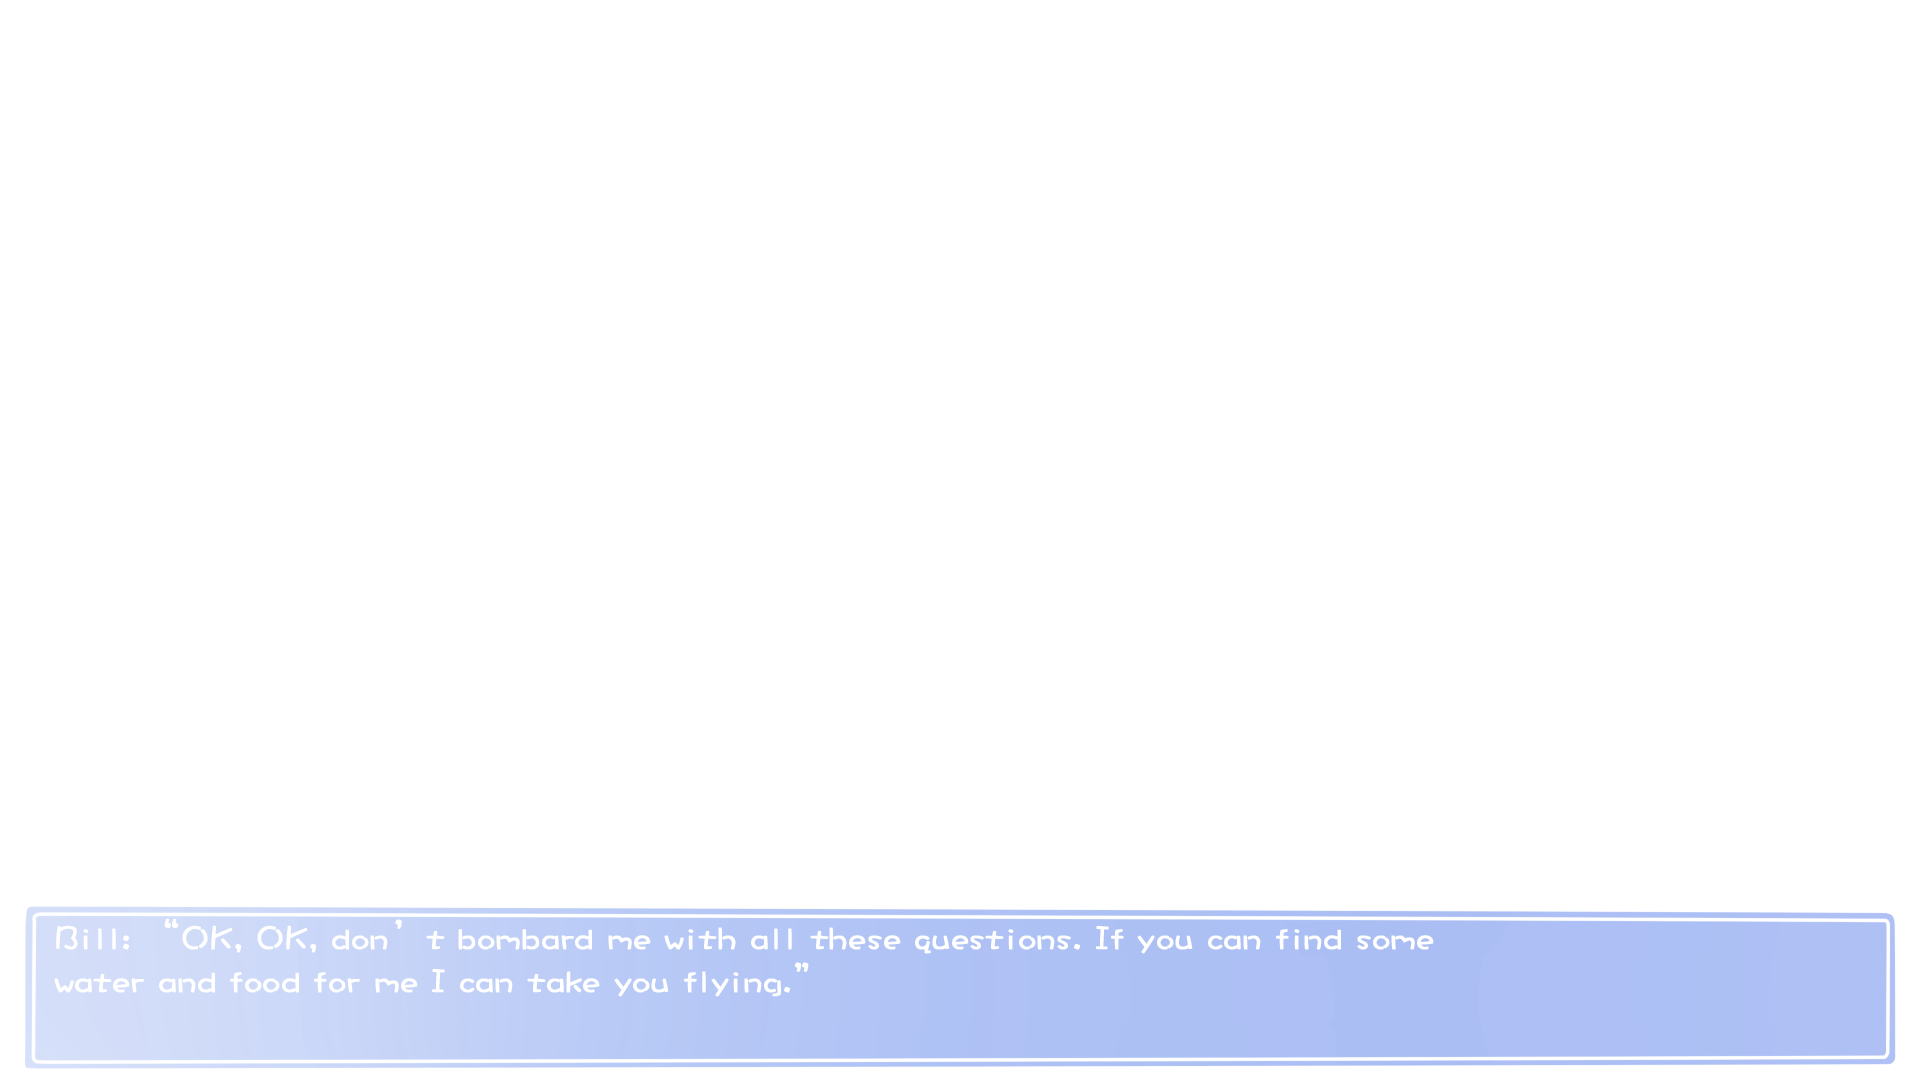 Bill: “OK, OK, don’t bombard me with all these questions. If you can find some
water and food for me I can take you flying.”